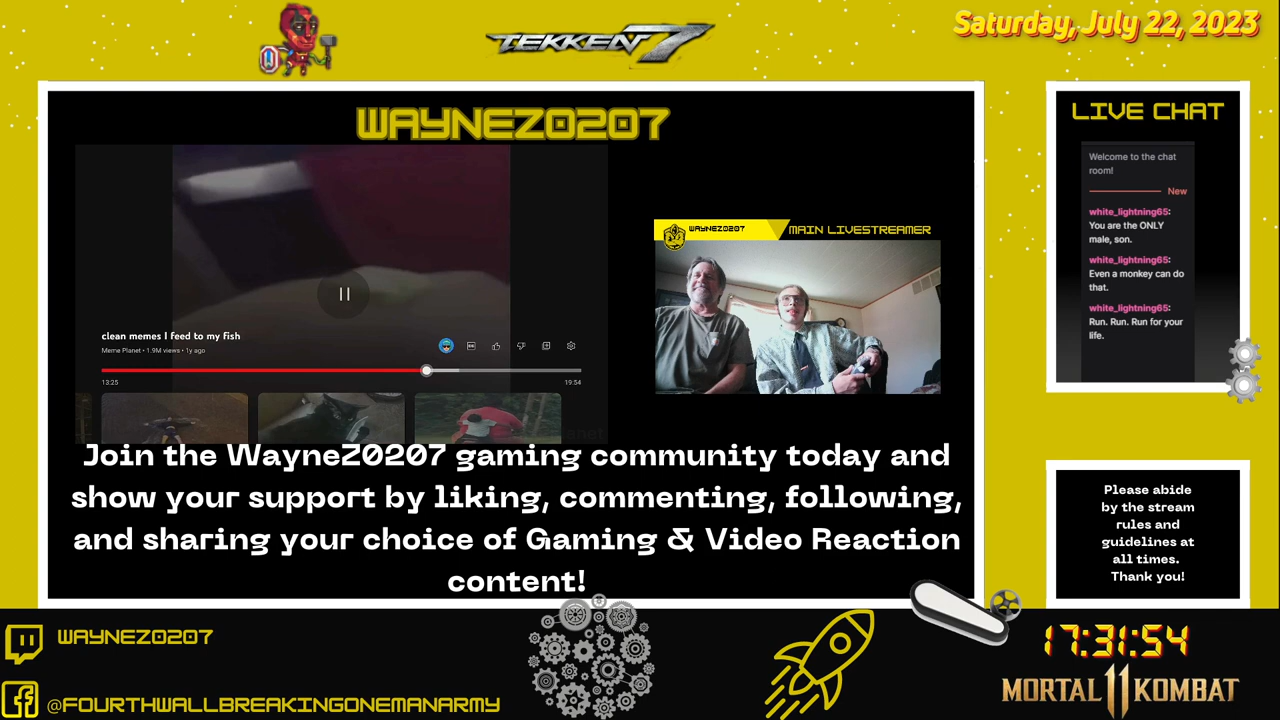 TEKKEN 7
Saturday, July 22, 2023
WAYNEZ0207
LIVE CHAT
Welcome to the chat
room!
New
white_lightning65:
You are the ONLY
male, son.
white_lightning65:
Even a monkey can do
that.
white_lightning65:
Run. Run. Run for your
life.
WAYNEZ0207
MAIN LIVESTREAMER
clean memes I feed to my fish
Meme Planet • 1.9M views • 1y ago
13:25
19:54
Join the WayneZ0207 gaming community today and
show your support by liking, commenting, following,
and sharing your choice of Gaming & Video Reaction
content!
Please abide
by the stream
rules and
guidelines at
all times.
Thank you!
WAYNEZ0207
@FOURTHWALLBREAKINGONEMANARMY
17:31:54
MORTAL KOMBAT 11